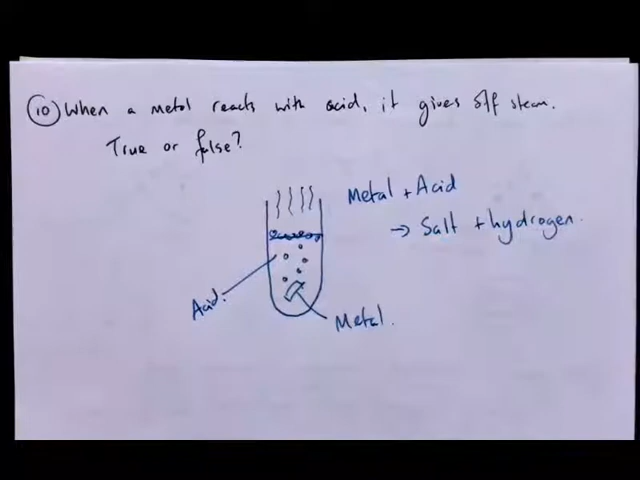 10 When a metal reacts with acid, it gives off steam.
True or false?
Metal + Acid
→ Salt + hydrogen.
Acid.
Metal.